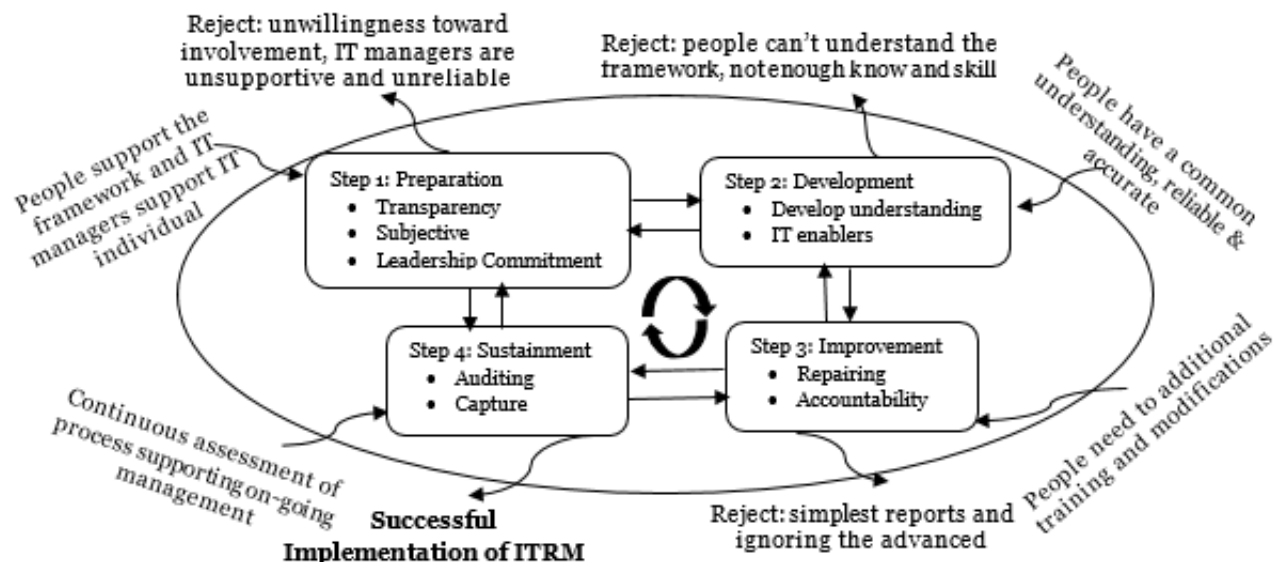 Reject: unwillingness toward
involvement, IT managers are
unsupportive and unreliable
Reject: people can't understand the
framework, not enough know and skill
People support the
framework and IT
managers support IT
individual
People have a common
understanding, reliable &
accurate
Step 1: Preparation
• Transparency
• Subjective
• Leadership Commitment
Step 2: Development
• Develop understanding
• IT enablers
Step 4: Sustainment
• Auditing
• Capture
Step 3: Improvement
• Repairing
• Accountability
Continuous assessment of
process supporting on-going
management
People need to additional
training and modifications
Successful
Implementation of ITRM
Reject: simplest reports and
ignoring the advanced